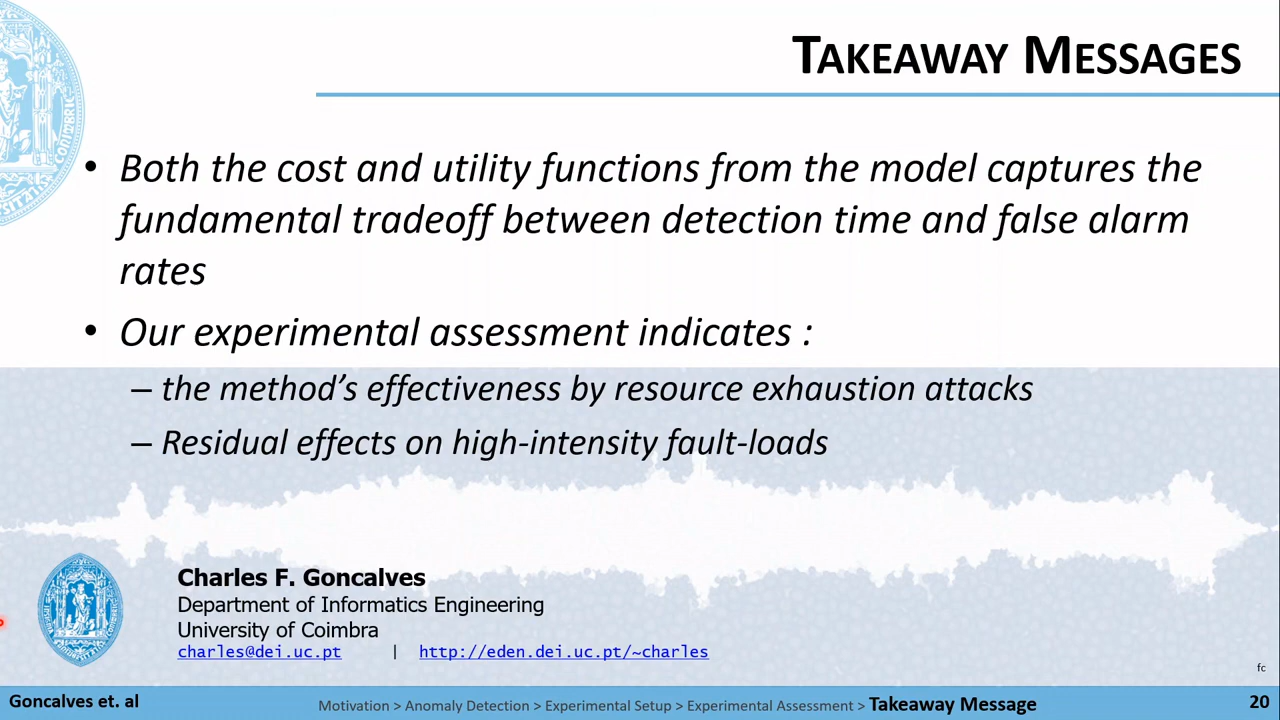 TAKEAWAY MESSAGES
• Both the cost and utility functions from the model captures the
fundamental tradeoff between detection time and false alarm
rates
• Our experimental assessment indicates :
– the method’s effectiveness by resource exhaustion attacks
– Residual effects on high-intensity fault-loads
Charles F. Goncalves
Department of Informatics Engineering
University of Coimbra
charles@dei.uc.pt | http://eden.dei.uc.pt/~charles
fc
Goncalves et. al Motivation > Anomaly Detection > Experimental Setup > Experimental Assessment > Takeaway Message 20